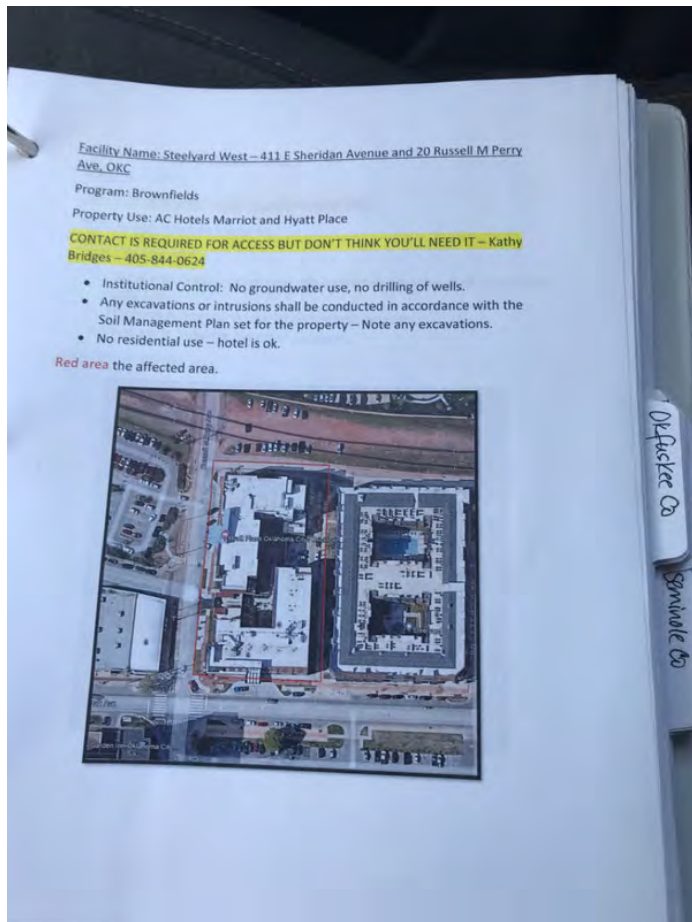 Facility Name: Steelyard West – 411 E Sheridan Avenue and 20 Russell M Perry
Ave, OKC
Program: Brownfields
Property Use: AC Hotels Marriot and Hyatt Place
CONTACT IS REQUIRED FOR ACCESS BUT DON'T THINK YOU'LL NEED IT – Kathy
Bridges – 405-844-0624
• Institutional Control: No groundwater use, no drilling of wells.
• Any excavations or intrusions shall be conducted in accordance with the
Soil Management Plan set for the property – Note any excavations.
• No residential use – hotel is ok.
Red area the affected area.
Okfuskee Co
Seminole Co